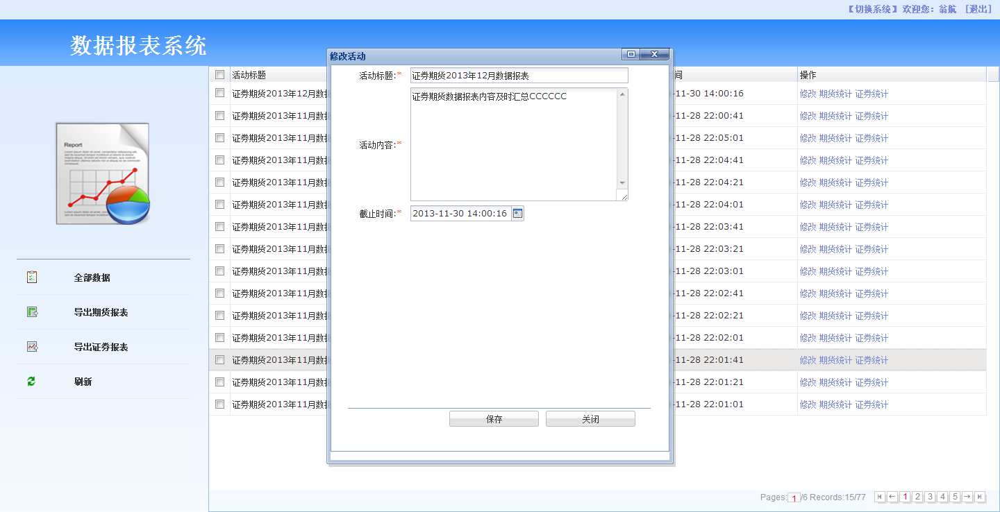 【切换系统】 欢迎您：翁航 [退出]
数据报表系统
Report
全部数据
导出期货报表
导出证券报表
刷新
修改活动
活动标题:* 证券期货2013年12月数据报表
活动内容:* 证券期货数据报表内容及时汇总CCCCCC
截止时间:* 2013-11-30 14:00:16
保存 关闭
活动标题 间 操作
证券期货2013年12月数据 -11-30 14:00:16 修改 期货统计 证券统计
证券期货2013年11月数据 -11-28 22:00:41 修改 期货统计 证券统计
证券期货2013年11月数据 -11-28 22:05:01 修改 期货统计 证券统计
证券期货2013年11月数据 -11-28 22:04:41 修改 期货统计 证券统计
证券期货2013年11月数据 -11-28 22:04:21 修改 期货统计 证券统计
证券期货2013年11月数据 -11-28 22:04:01 修改 期货统计 证券统计
证券期货2013年11月数据 -11-28 22:03:41 修改 期货统计 证券统计
证券期货2013年11月数据 -11-28 22:03:21 修改 期货统计 证券统计
证券期货2013年11月数据 -11-28 22:03:01 修改 期货统计 证券统计
证券期货2013年11月数据 -11-28 22:02:41 修改 期货统计 证券统计
证券期货2013年11月数据 -11-28 22:02:21 修改 期货统计 证券统计
证券期货2013年11月数据 -11-28 22:02:01 修改 期货统计 证券统计
证券期货2013年11月数据 -11-28 22:01:41 修改 期货统计 证券统计
证券期货2013年11月数据 -11-28 22:01:21 修改 期货统计 证券统计
证券期货2013年11月数据 -11-28 22:01:01 修改 期货统计 证券统计
Pages: 1 /6 Records:15/77 1 2 3 4 5